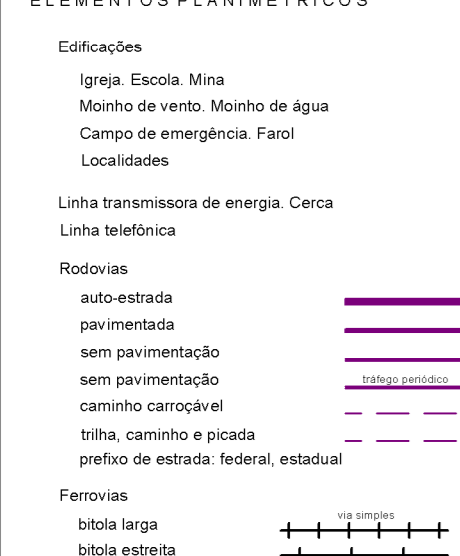 ELEMENTOS PLANIMÉTRICOS
Edificações
Igreja. Escola. Mina
Moinho de vento. Moinho de água
Campo de emergência. Farol
Localidades
Linha transmissora de energia. Cerca
Linha telefônica
Rodovias
auto-estrada
pavimentada
sem pavimentação
sem pavimentação tráfego periódico
caminho carroçável
trilha, caminho e picada
prefixo de estrada: federal, estadual
Ferrovias
via simples
bitola larga
bitola estreita